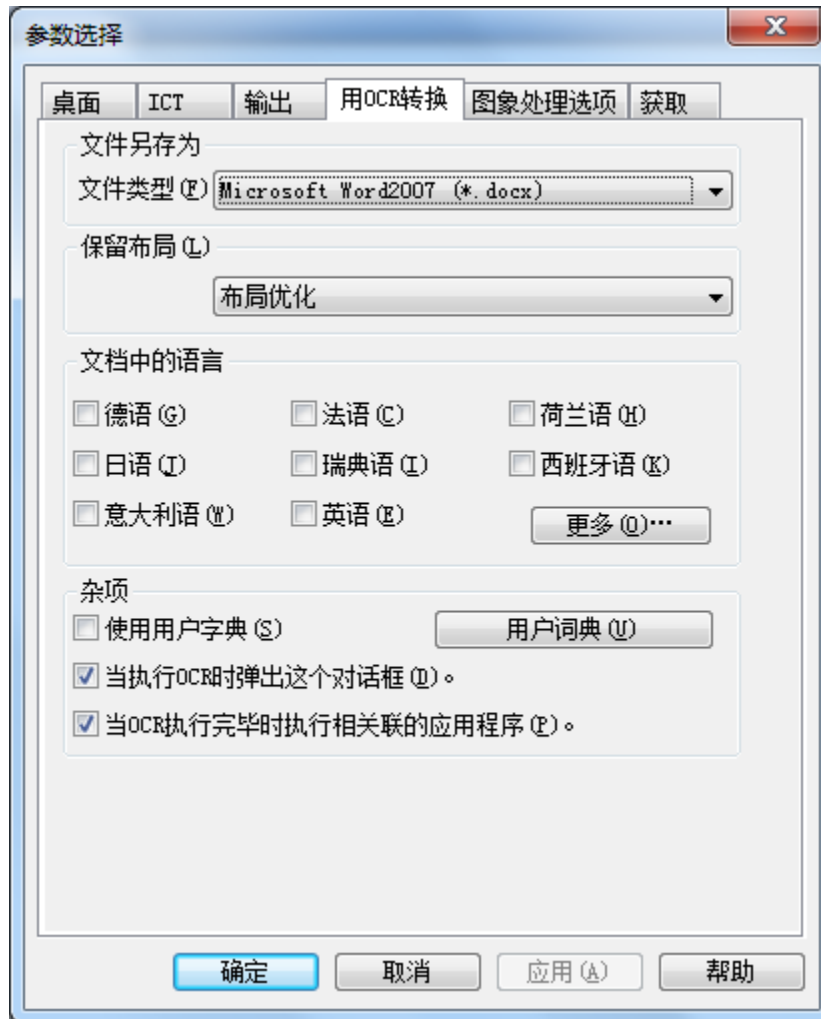 参数选择
桌面 ICT 输出 用OCR转换 图象处理选项 获取
文件另存为
文件类型(F) Microsoft Word2007 (*.docx)
保留布局(L)
布局优化
文档中的语言
德语(G) 法语(C) 荷兰语(H)
日语(J) 瑞典语(I) 西班牙语(K)
意大利语(W) 英语(E) 更多(O)…
杂项
使用用户字典(S) 用户词典(U)
当执行OCR时弹出这个对话框(D)。
当OCR执行完毕时执行相关联的应用程序(P)。
确定 取消 应用(A) 帮助